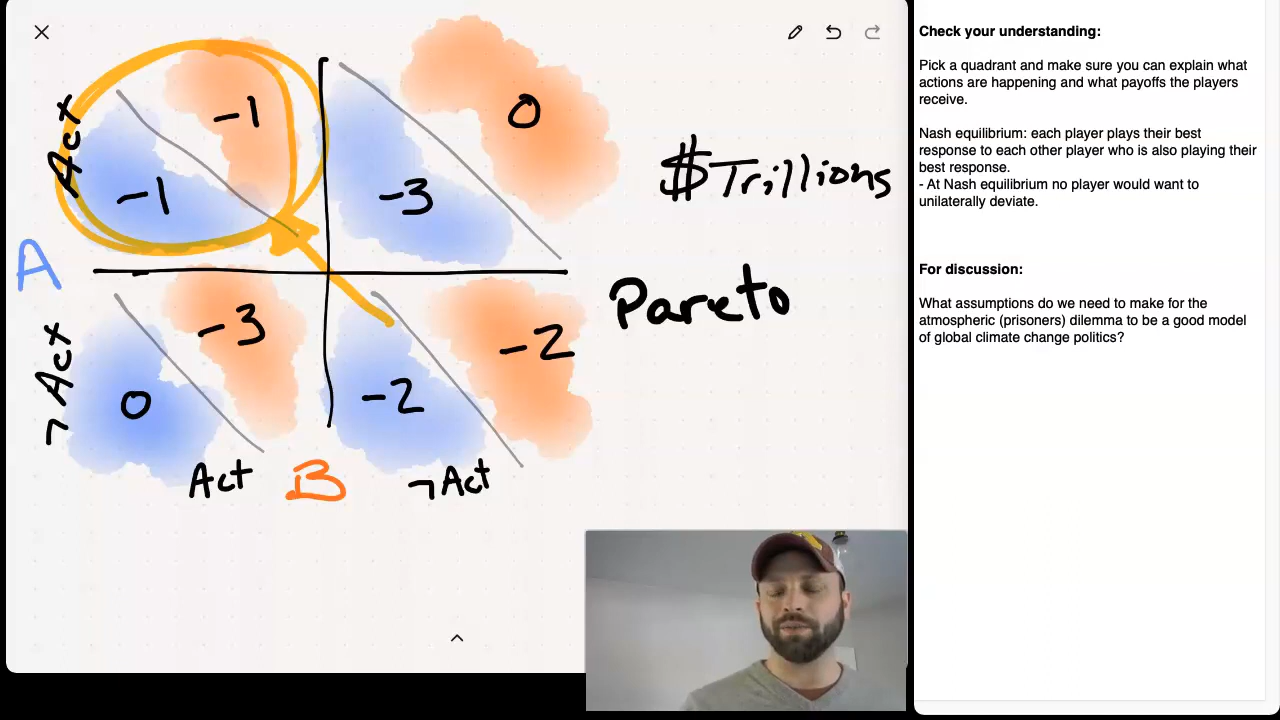 Act
-1
-1
0
-3
$Trillions
A
Pareto
¬Act
-3
0
-2
-2
Act
B
¬Act
Check your understanding:
Pick a quadrant and make sure you can explain what
actions are happening and what payoffs the players
receive.
Nash equilibrium: each player plays their best
response to each other player who is also playing their
best response.
- At Nash equilibrium no player would want to
unilaterally deviate.
For discussion:
What assumptions do we need to make for the
atmospheric (prisoners) dilemma to be a good model
of global climate change politics?